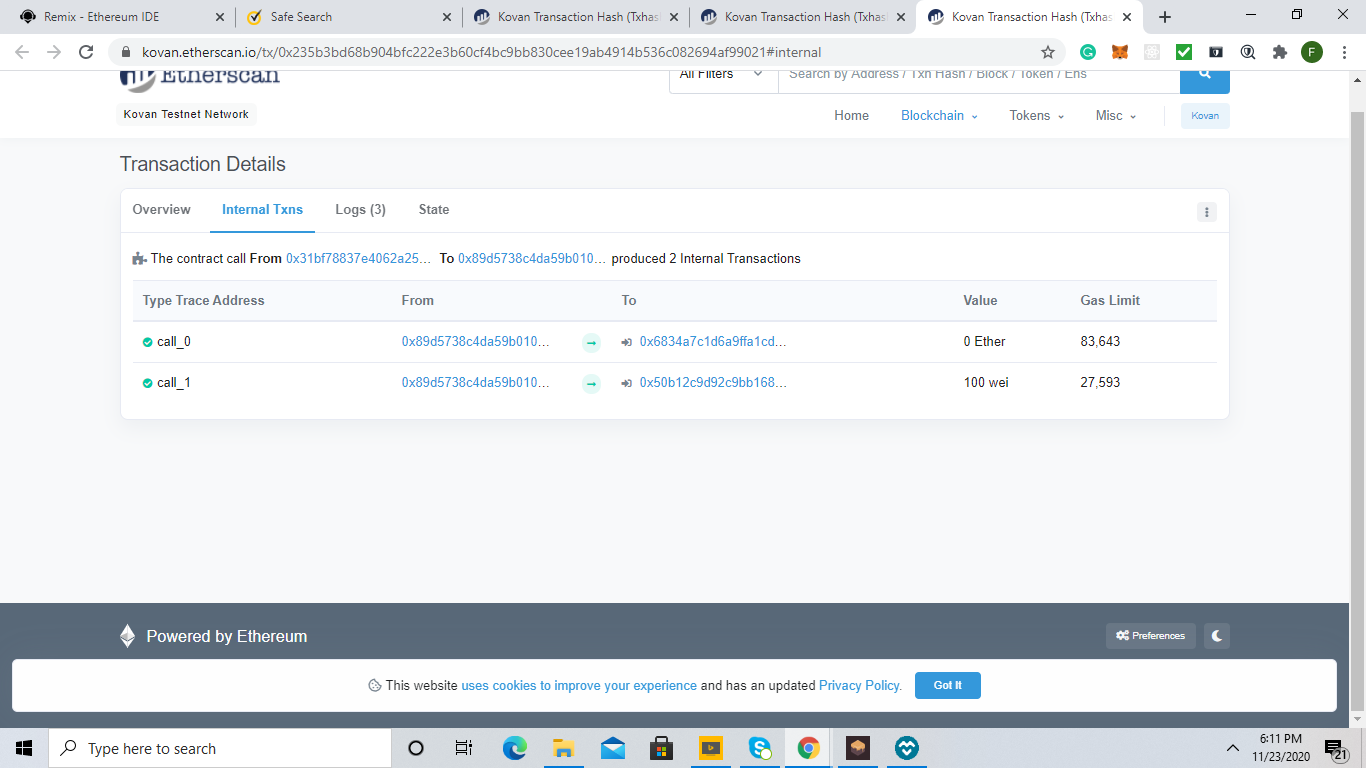 Remix - Ethereum IDE
Safe Search
Kovan Transaction Hash (Txhas
Kovan Transaction Hash (Txhas
Kovan Transaction Hash (Txhas
kovan.etherscan.io/tx/0x235b3bd68b904bfc222e3b60cf4bc9bb830cee19ab4914b536c082694af99021#internal
F
Etherscan
All Filters
Search by Address / Txn Hash / Block / Token / Ens
Kovan Testnet Network
Home Blockchain Tokens Misc Kovan
Transaction Details
Overview Internal Txns Logs (3) State
The contract call From 0x31bf78837e4062a25... To 0x89d5738c4da59b010... produced 2 Internal Transactions
Type Trace Address From To Value Gas Limit
call_0 0x89d5738c4da59b010... 0x6834a7c1d6a9ffa1cd... 0 Ether 83,643
call_1 0x89d5738c4da59b010... 0x50b12c9d92c9bb168... 100 wei 27,593
Powered by Ethereum
Preferences
This website uses cookies to improve your experience and has an updated Privacy Policy.
Got It
Type here to search
6:11 PM
11/23/2020
21